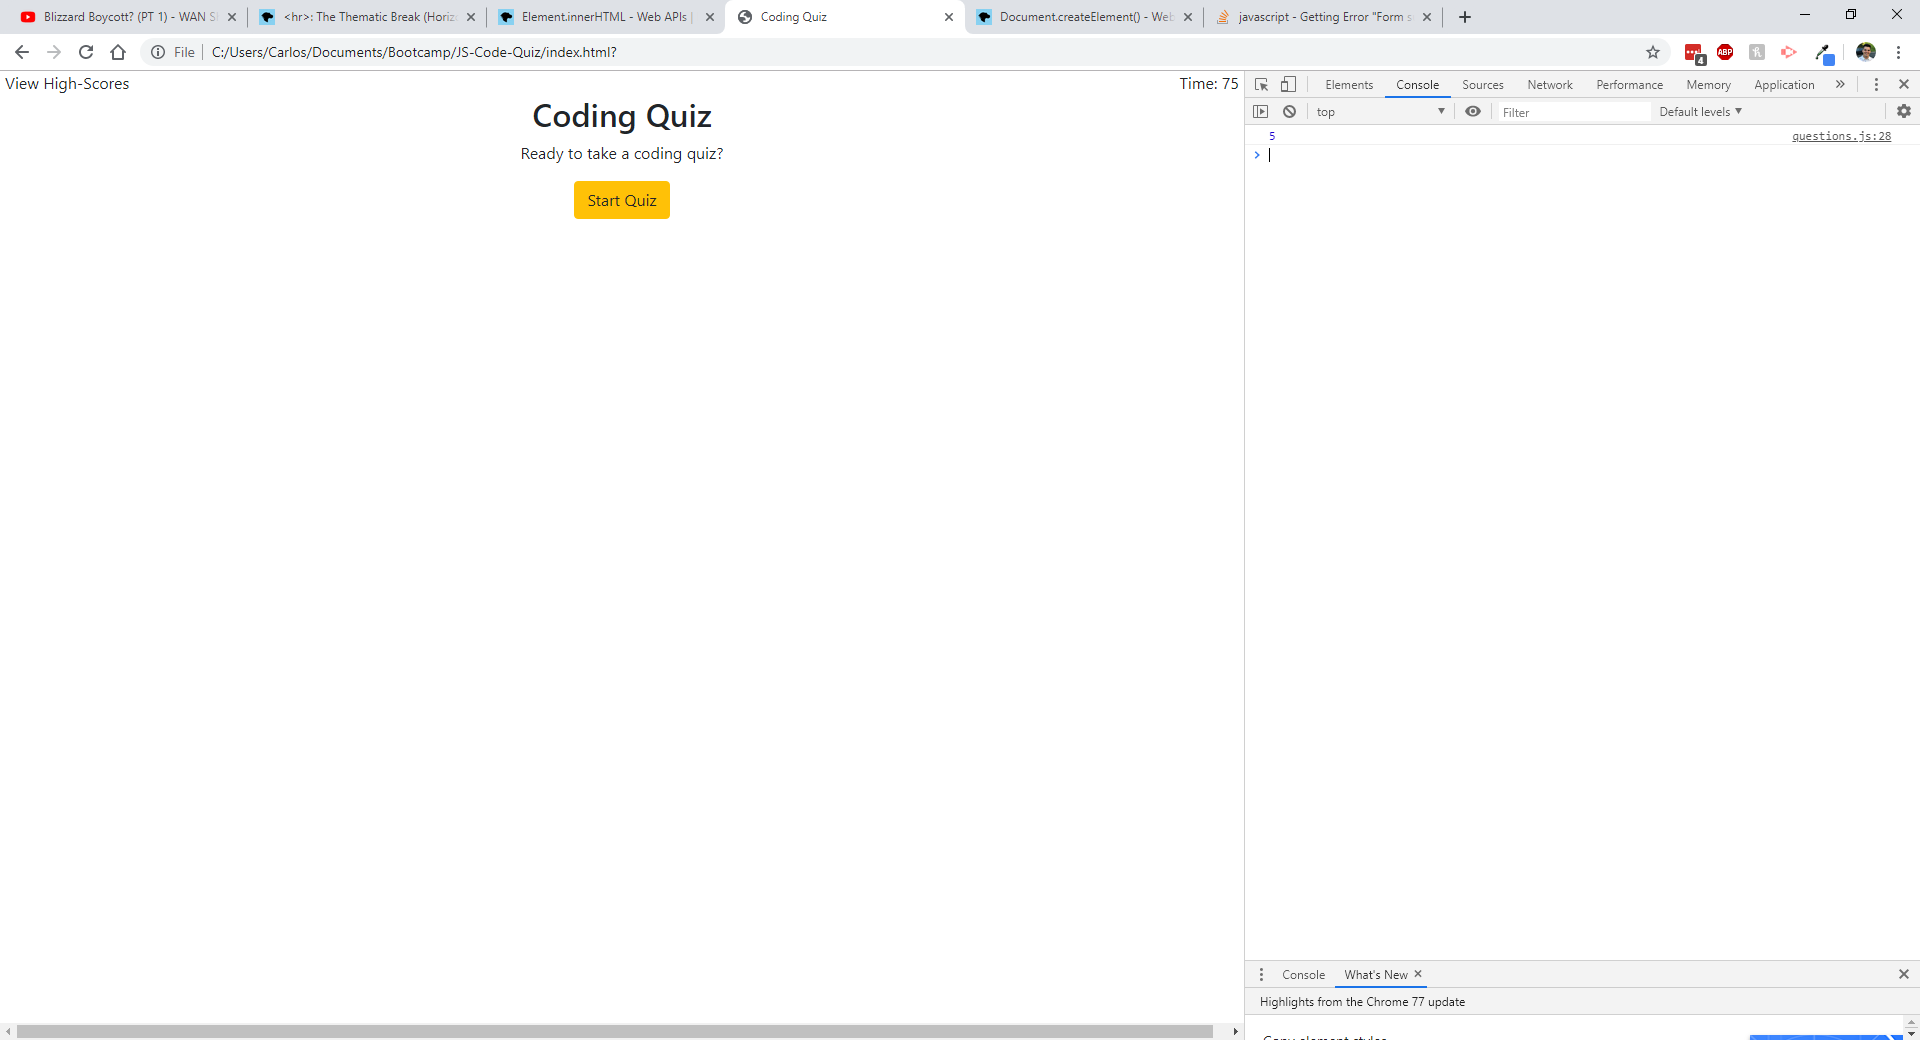 Blizzard Boycott? (PT 1) - WAN S
<hr>: The Thematic Break (Horiz
Element.innerHTML - Web APIs |
Coding Quiz
Document.createElement() - Web
javascript - Getting Error "Form s
File
C:/Users/Carlos/Documents/Bootcamp/JS-Code-Quiz/index.html?
4
ABP
View High-Scores
Time: 75
Coding Quiz
Ready to take a coding quiz?
Start Quiz
Elements Console Sources Network Performance Memory Application
top
Filter
Default levels
5
questions.js:28
Console
What's New
Highlights from the Chrome 77 update